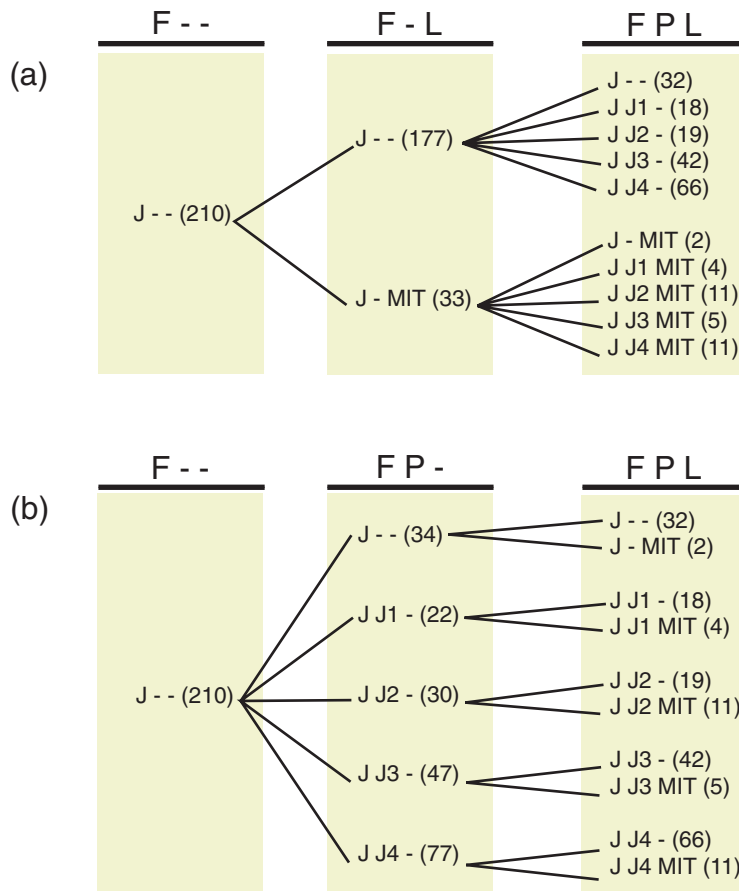 F - - F - L F P L
(a)
J - - (210)
J - - (177)
J - MIT (33)
J - - (32)
J J1 - (18)
J J2 - (19)
J J3 - (42)
J J4 - (66)
J - MIT (2)
J J1 MIT (4)
J J2 MIT (11)
J J3 MIT (5)
J J4 MIT (11)
F - - F P - F P L
(b)
J - - (210)
J - - (34)
J J1 - (22)
J J2 - (30)
J J3 - (47)
J J4 - (77)
J - - (32)
J - MIT (2)
J J1 - (18)
J J1 MIT (4)
J J2 - (19)
J J2 MIT (11)
J J3 - (42)
J J3 MIT (5)
J J4 - (66)
J J4 MIT (11)